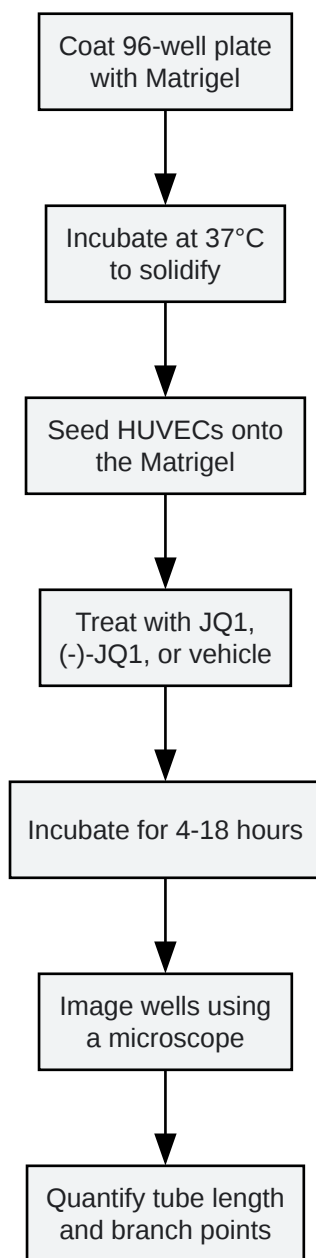 Coat 96-well plate
with Matrigel
Incubate at 37°C
to solidify
Seed HUVECs onto
the Matrigel
Treat with JQ1,
(-)-JQ1, or vehicle
Incubate for 4-18 hours
Image wells using
a microscope
Quantify tube length
and branch points